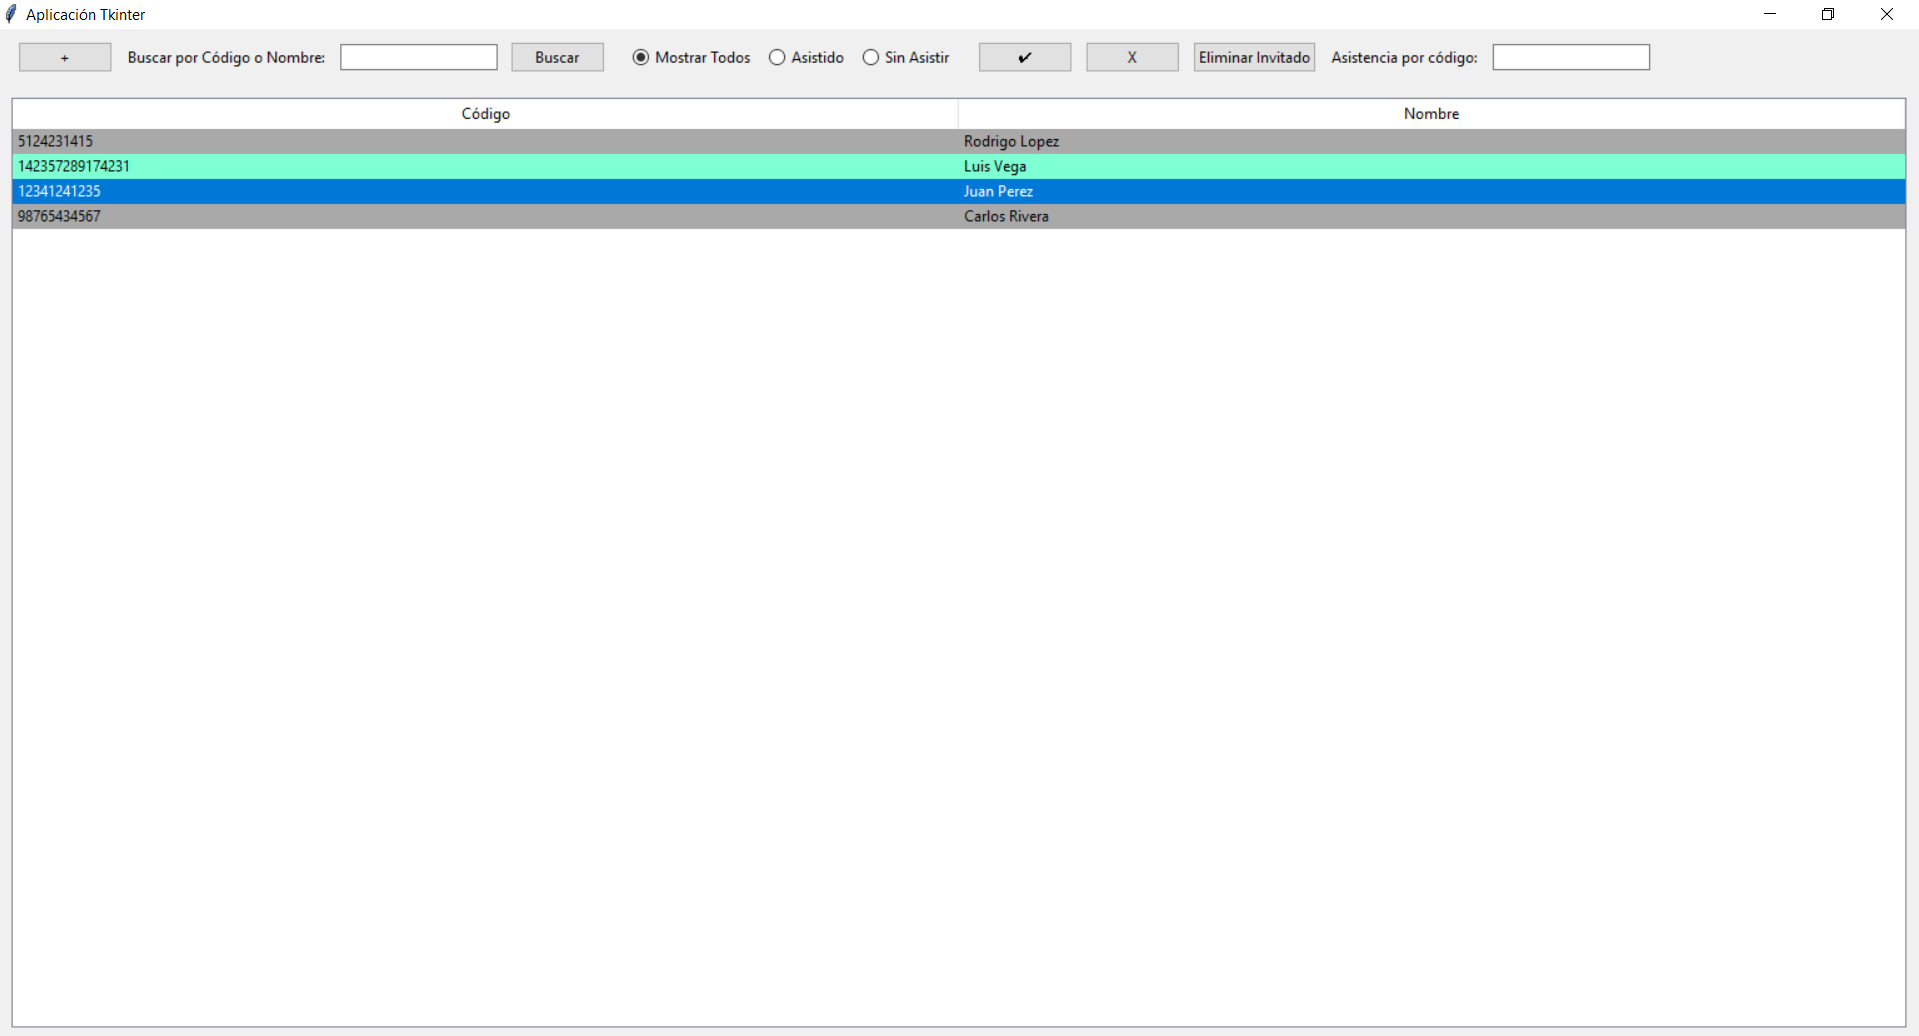 Aplicación Tkinter
+ Buscar por Código o Nombre: Buscar Mostrar Todos Asistido Sin Asistir ✔ X Eliminar Invitado Asistencia por código:
Código Nombre
5124231415 Rodrigo Lopez
142357289174231 Luis Vega
12341241235 Juan Perez
98765434567 Carlos Rivera